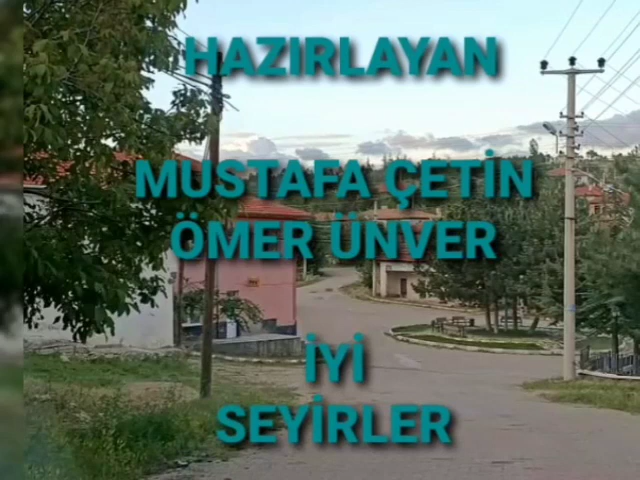 HAZIRLAYAN
MUSTAFA ÇETİN
ÖMER ÜNVER
İYİ
SEYİRLER